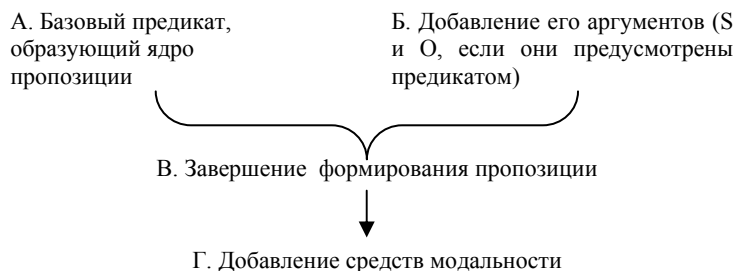 А. Базовый предикат,
образующий ядро
пропозиции
Б. Добавление его аргументов (S
и О, если они предусмотрены
предикатом)
В. Завершение формирования пропозиции
Г. Добавление средств модальности